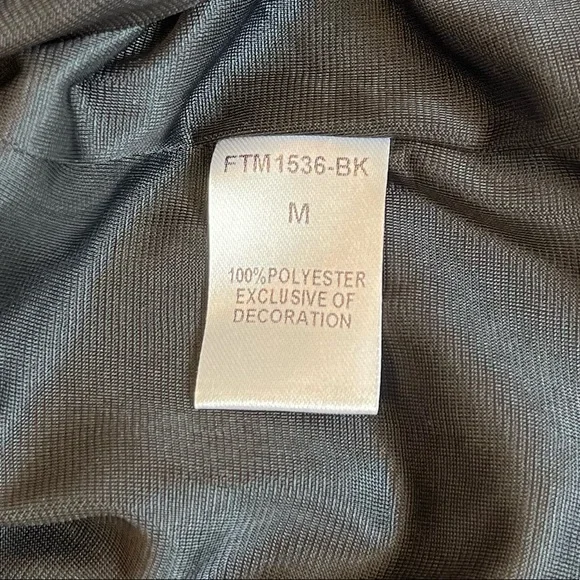 FTM1536-BK
M
100%POLYESTER
EXCLUSIVE OF
DECORATION